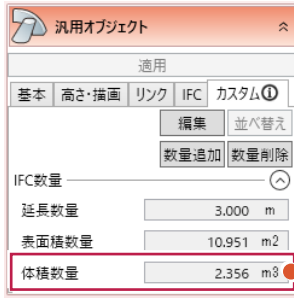 汎用オブジェクト
適用
基本 高さ・描画 リンク IFC カスタム
編集 並べ替え
数量追加 数量削除
IFC数量
延長数量 3.000 m
表面積数量 10.951 m2
体積数量 2.356 m3